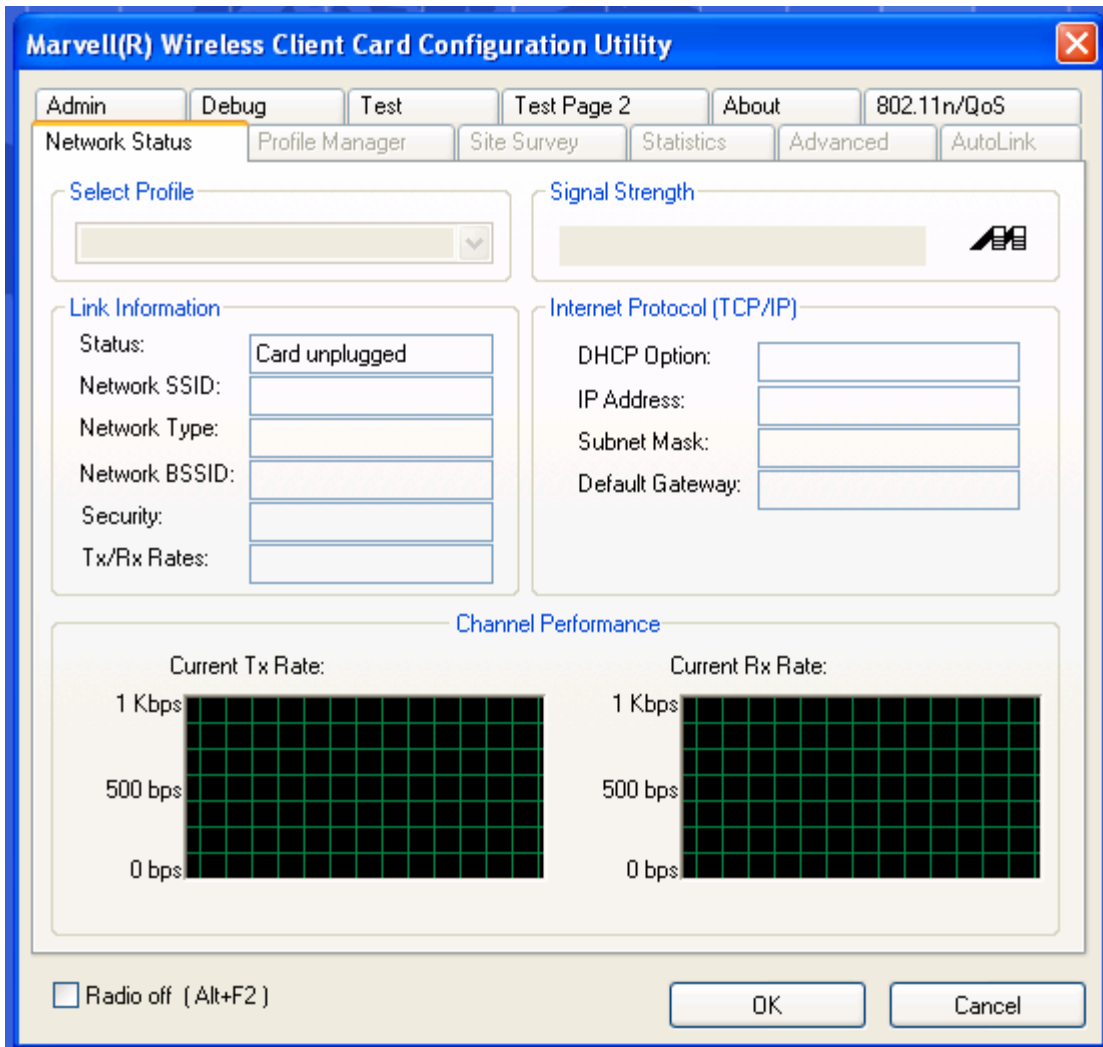 Marvell(R) Wireless Client Card Configuration Utility
Admin Debug Test Test Page 2 About 802.11n/QoS
Network Status Profile Manager Site Survey Statistics Advanced AutoLink
Select Profile
Signal Strength
Link Information
Status: Card unplugged
Network SSID:
Network Type:
Network BSSID:
Security:
Tx/Rx Rates:
Internet Protocol (TCP/IP)
DHCP Option:
IP Address:
Subnet Mask:
Default Gateway:
Channel Performance
Current Tx Rate:
1 Kbps
500 bps
0 bps
Current Rx Rate:
1 Kbps
500 bps
0 bps
Radio off ( Alt+F2 )
OK
Cancel